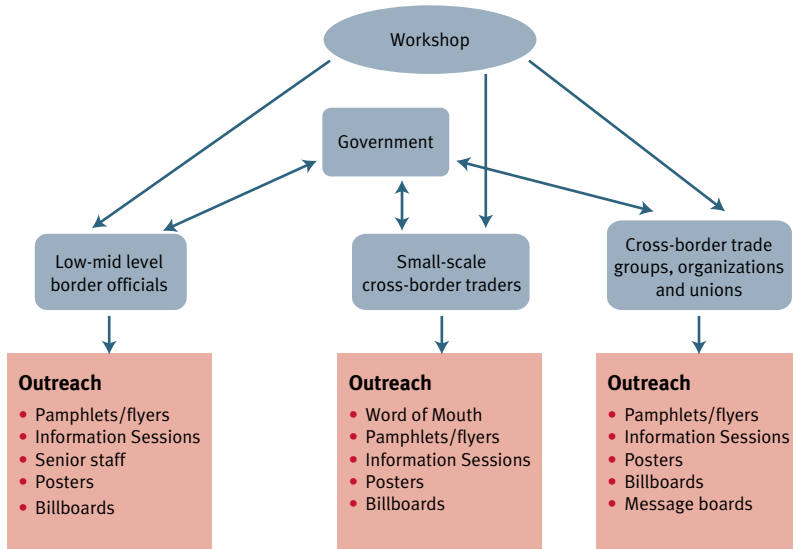 Workshop
Government
Low-mid level
border officials
Small-scale
cross-border traders
Cross-border trade
groups, organizations
and unions
Outreach
• Pamphlets/flyers
• Information Sessions
• Senior staff
• Posters
• Billboards
Outreach
• Word of Mouth
• Pamphlets/flyers
• Information Sessions
• Posters
• Billboards
Outreach
• Pamphlets/flyers
• Information Sessions
• Posters
• Billboards
• Message boards